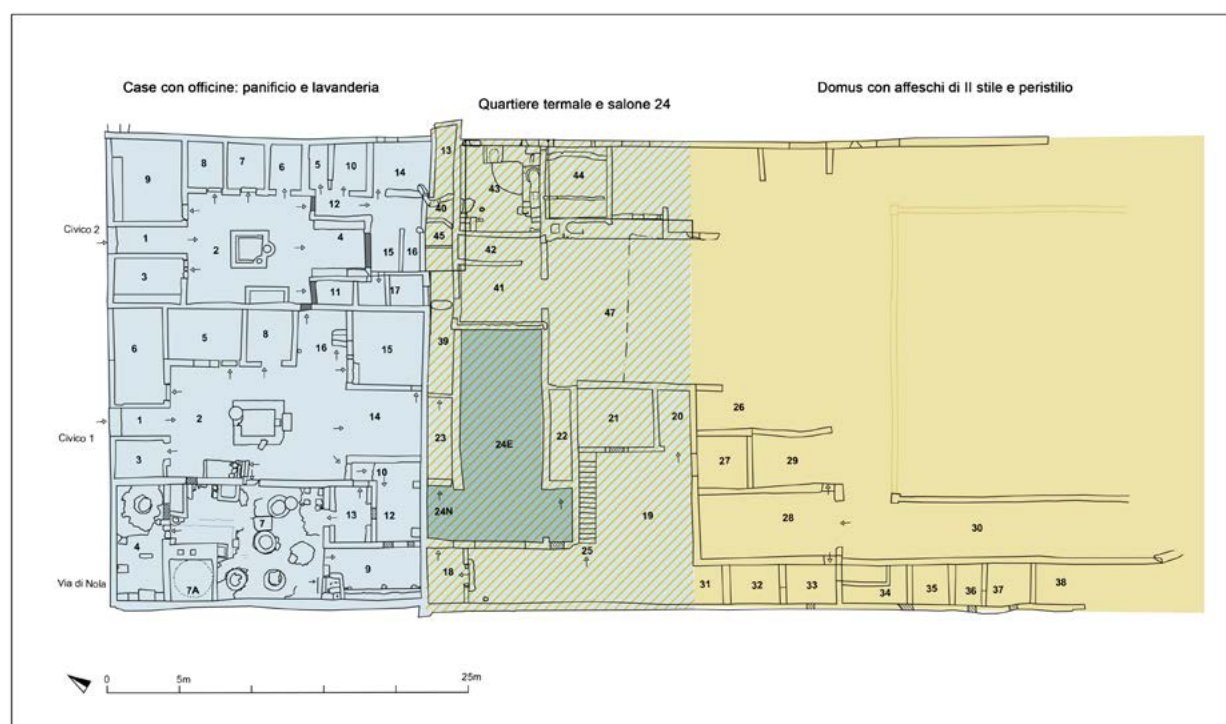 Case con officine: panificio e lavanderia
Quartiere termale e salone 24
Domus con affeschi di II stile e peristilio
9 8 7 6 5 10 14 13
12 40 43 44
Civico 2
1 2 4 15 16 45 42
3 11 17 41 47
6 5 8 16 15 39
Civico 1
1 2 14 23 24E 22 21 20 26
3 10 27 29
4 7 13 12 24N 19 28 30
25
Via di Nola
7A 9 18 31 32 33 34 35 36 37 38
0 5m 25m